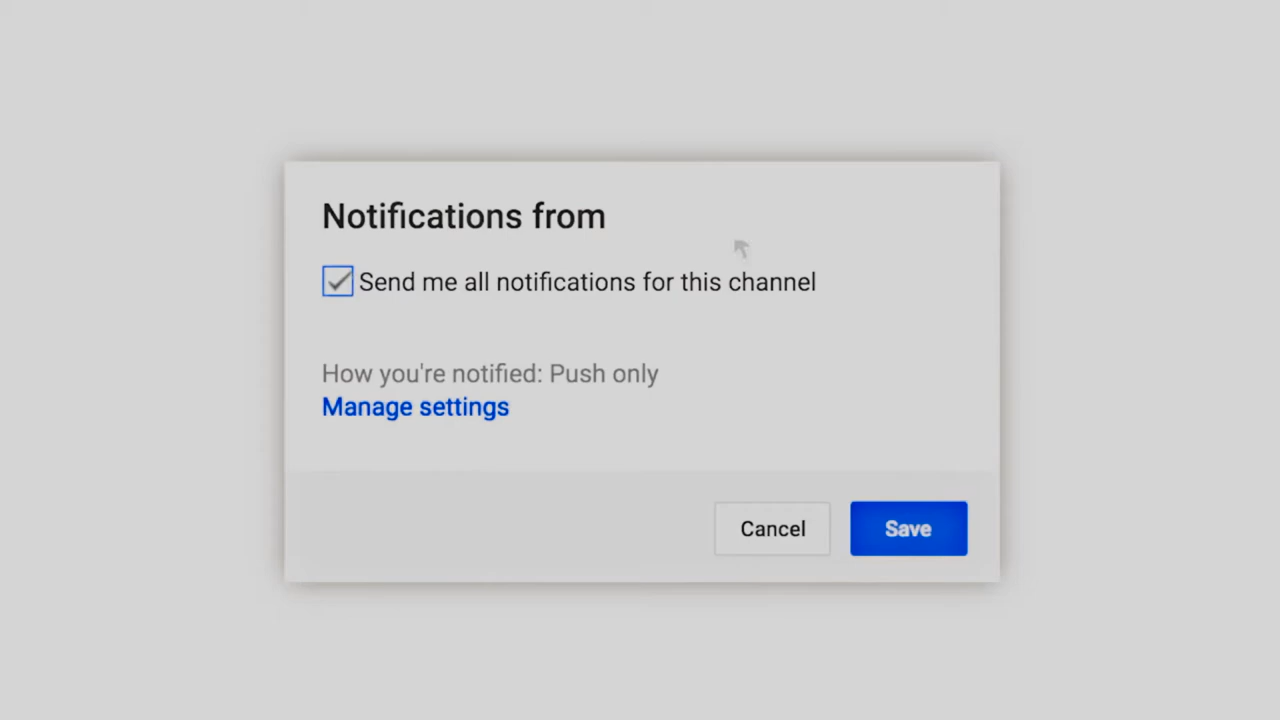 Notifications from
Send me all notifications for this channel
How you're notified: Push only
Manage settings
Cancel Save